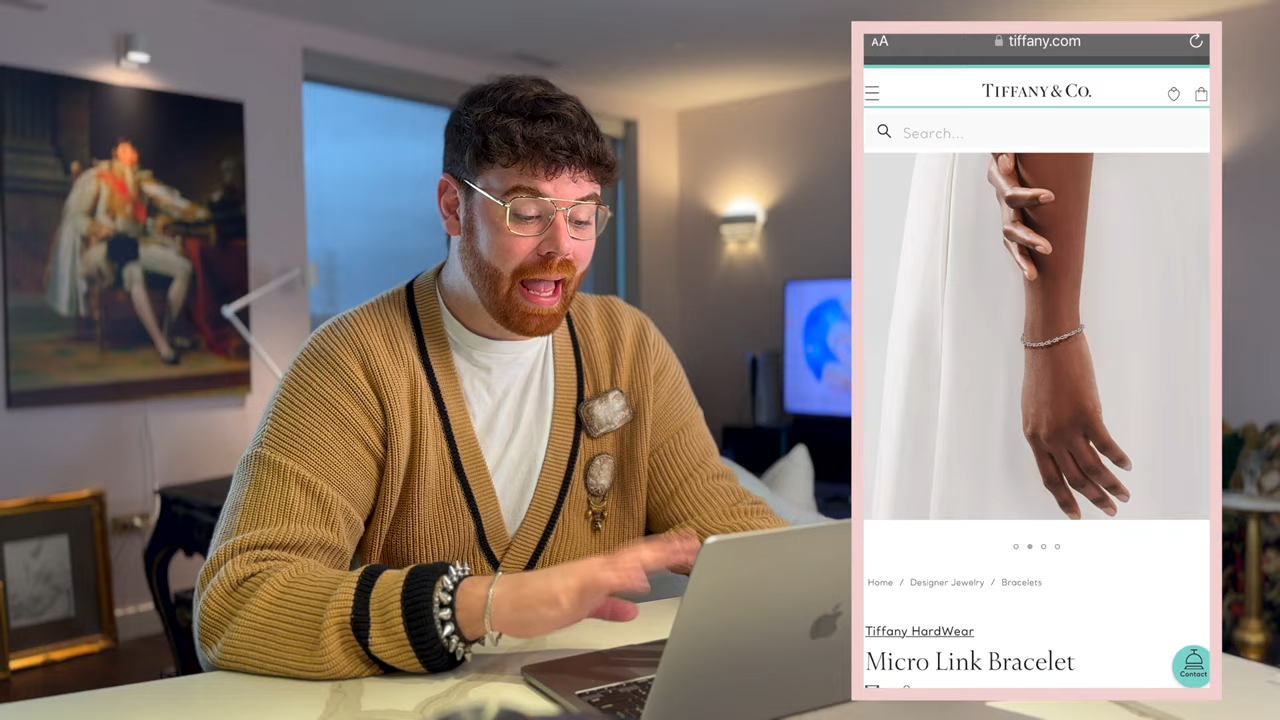 AA
tiffany.com
TIFFANY & CO.
Search...
Home / Designer Jewelry / Bracelets
Tiffany HardWear
Micro Link Bracelet
Contact